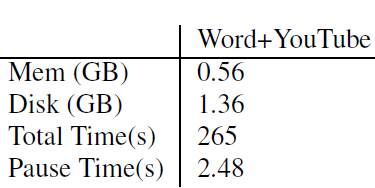 Word+YouTube
Mem (GB) 0.56
Disk (GB) 1.36
Total Time(s) 265
Pause Time(s) 2.48